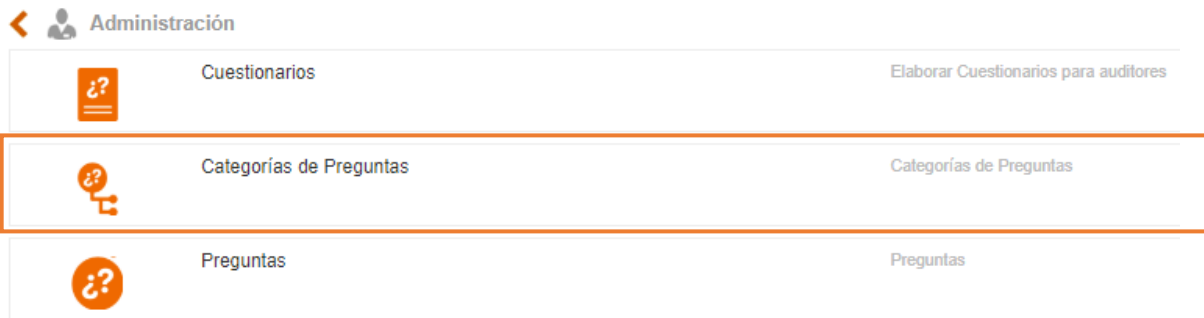 Administración
¿?
Cuestionarios
Elaborar Cuestionarios para auditores
¿?
Categorías de Preguntas
Categorías de Preguntas
¿?
Preguntas
Preguntas